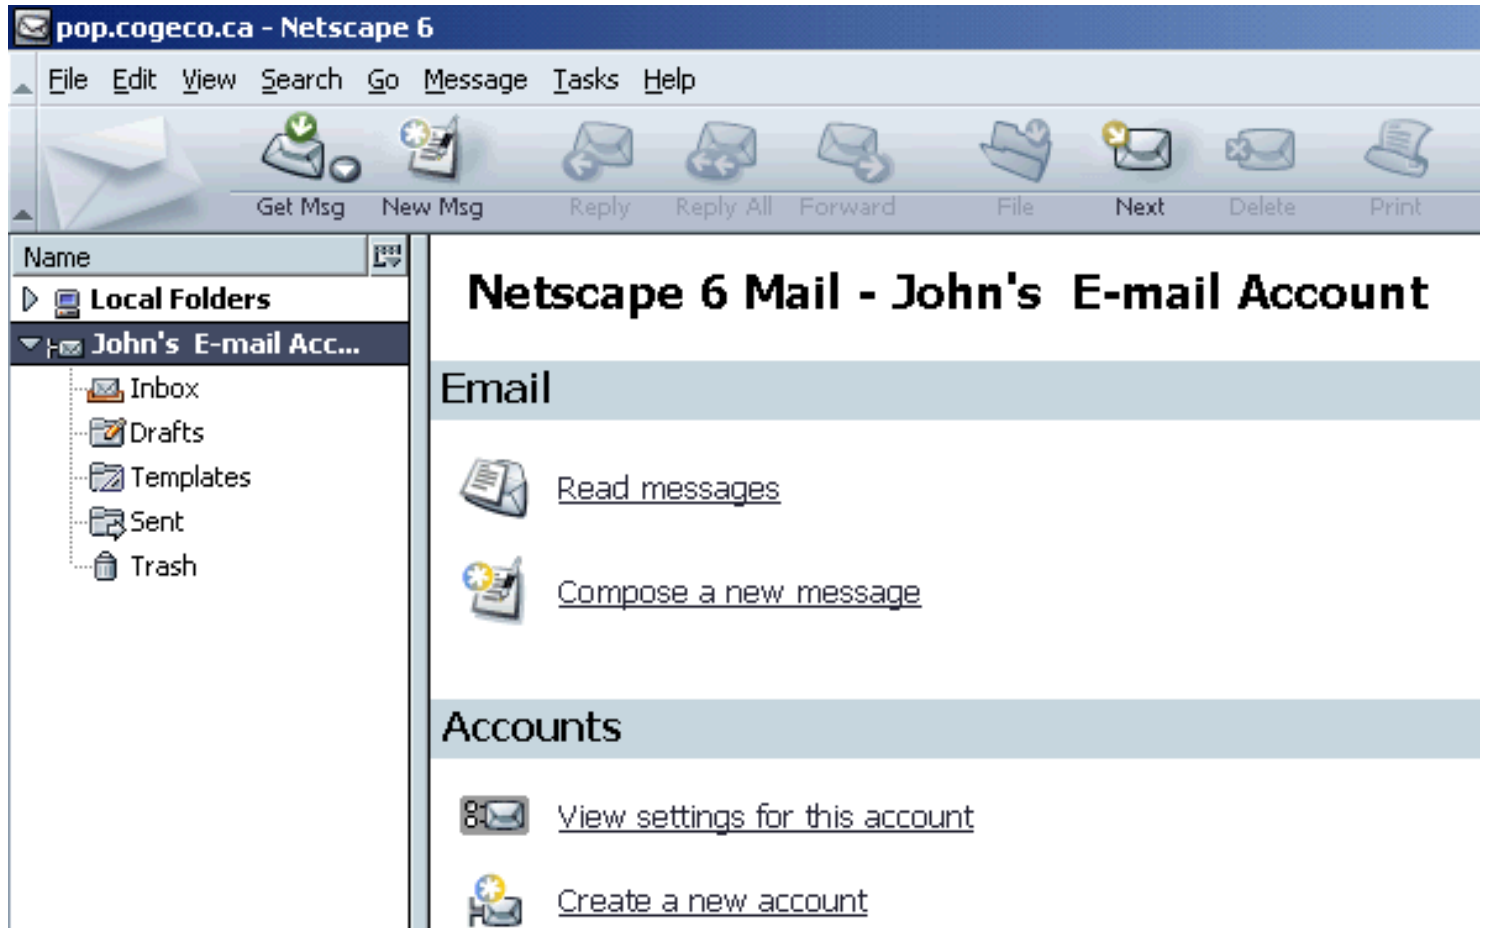 pop.cogeco.ca - Netscape 6
File Edit View Search Go Message Tasks Help
Get Msg New Msg Reply Reply All Forward File Next Delete Print
Name
Local Folders
John's E-mail Acc...
Inbox
Drafts
Templates
Sent
Trash
Netscape 6 Mail - John's E-mail Account
Email
Read messages
Compose a new message
Accounts
View settings for this account
Create a new account